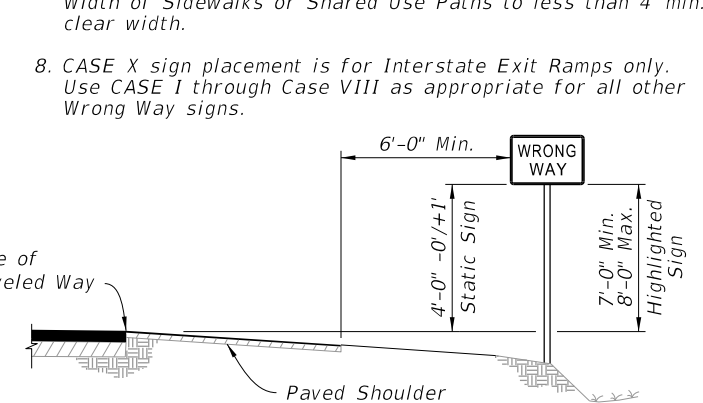 Width of Sidewalks or Shared Use Paths to less than 4' min.
clear width.
8. CASE X sign placement is for Interstate Exit Ramps only.
Use CASE I through Case VIII as appropriate for all other
Wrong Way signs.
6'-0" Min.
WRONG
WAY
4'-0" -0'/+1'
Static Sign
7'-0" Min.
8'-0" Max.
Highlighted
Sign
of
Way
Paved Shoulder